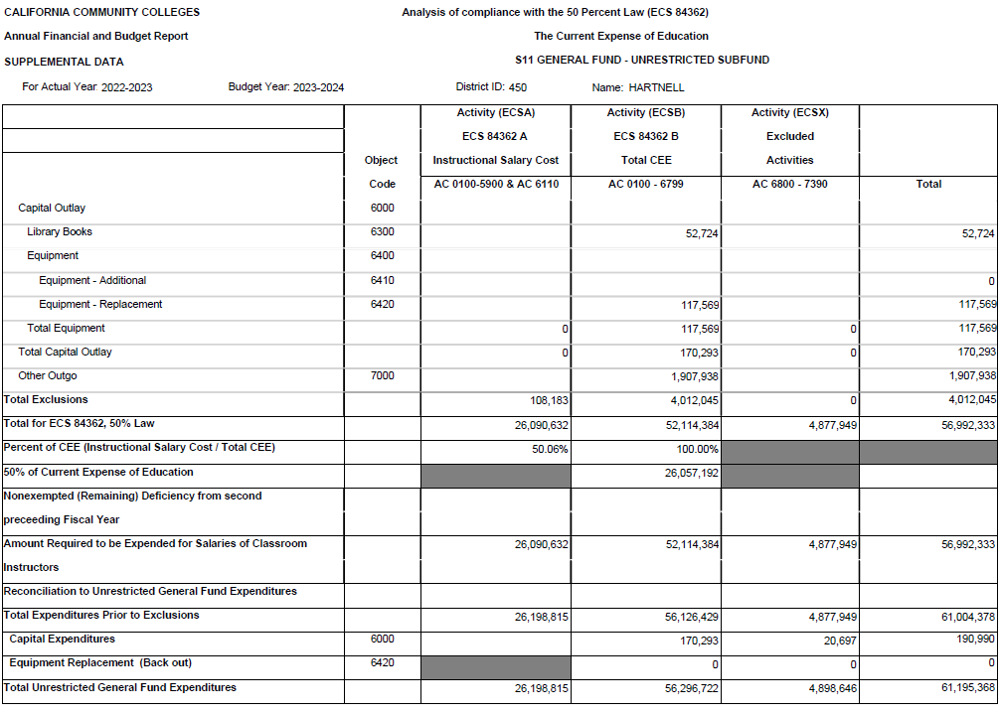 CALIFORNIA COMMUNITY COLLEGES Analysis of compliance with the 50 Percent Law (ECS 84362)
Annual Financial and Budget Report The Current Expense of Education
SUPPLEMENTAL DATA S11 GENERAL FUND - UNRESTRICTED SUBFUND
For Actual Year: 2022-2023 Budget Year: 2023-2024 District ID: 450 Name: HARTNELL
Activity (ECSA) Activity (ECSB) Activity (ECSX)
ECS 84362 A ECS 84362 B Excluded
Object Instructional Salary Cost Total CEE Activities
Code AC 0100-5900 & AC 6110 AC 0100 - 6799 AC 6800 - 7390 Total
Capital Outlay 6000
Library Books 6300 52,724 52,724
Equipment 6400
Equipment - Additional 6410 0
Equipment - Replacement 6420 117,569 117,569
Total Equipment 0 117,569 0 117,569
Total Capital Outlay 0 170,293 0 170,293
Other Outgo 7000 1,907,938 1,907,938
Total Exclusions 108,183 4,012,045 0 4,012,045
Total for ECS 84362, 50% Law 26,090,632 52,114,384 4,877,949 56,992,333
Percent of CEE (Instructional Salary Cost / Total CEE) 50.06% 100.00%
50% of Current Expense of Education 26,057,192
Nonexempted (Remaining) Deficiency from second
preceeding Fiscal Year
Amount Required to be Expended for Salaries of Classroom 26,090,632 52,114,384 4,877,949 56,992,333
Instructors
Reconciliation to Unrestricted General Fund Expenditures
Total Expenditures Prior to Exclusions 26,198,815 56,126,429 4,877,949 61,004,378
Capital Expenditures 6000 170,293 20,697 190,990
Equipment Replacement (Back out) 6420 0 0 0
Total Unrestricted General Fund Expenditures 26,198,815 56,296,722 4,898,646 61,195,368